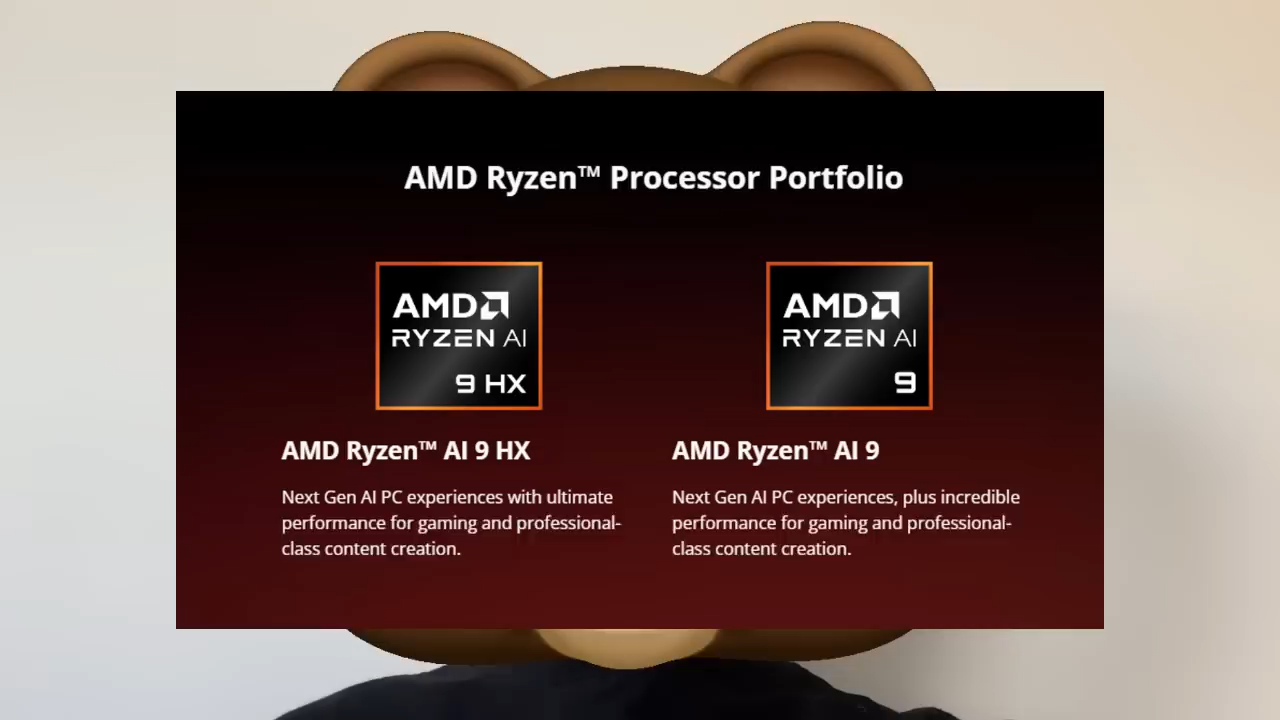 AMD Ryzen™ Processor Portfolio
AMD
RYZEN AI
9 HX
AMD
RYZEN AI
9
AMD Ryzen™ AI 9 HX
Next Gen AI PC experiences with ultimate
performance for gaming and professional-
class content creation.
AMD Ryzen™ AI 9
Next Gen AI PC experiences, plus incredible
performance for gaming and professional-
class content creation.